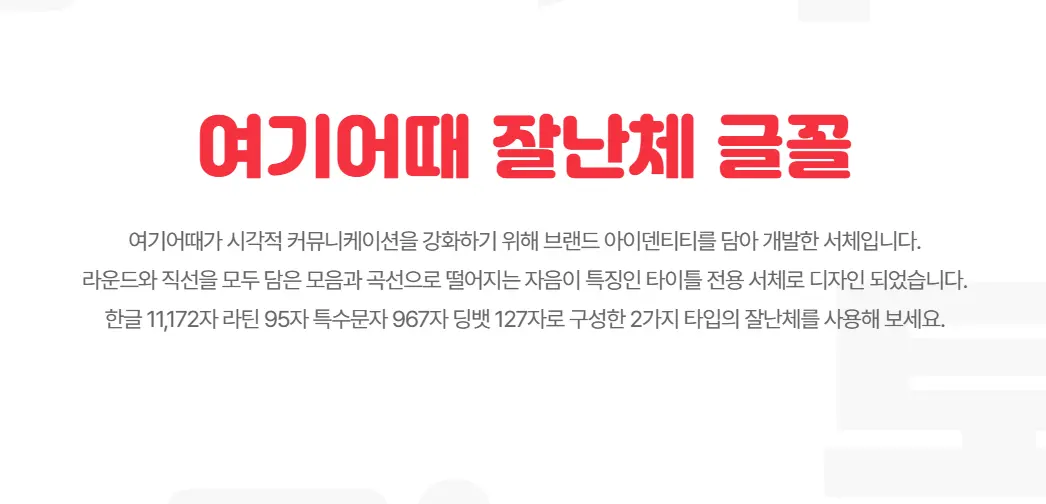 여기어때 잘난체 글꼴
여기어때가 시각적 커뮤니케이션을 강화하기 위해 브랜드 아이덴티티를 담아 개발한 서체입니다.
라운드와 직선을 모두 담은 모음과 곡선으로 떨어지는 자음이 특징인 타이틀 전용 서체로 디자인 되었습니다.
한글 11,172자 라틴 95자 특수문자 967자 딩뱃 127자로 구성한 2가지 타입의 잘난체를 사용해 보세요.